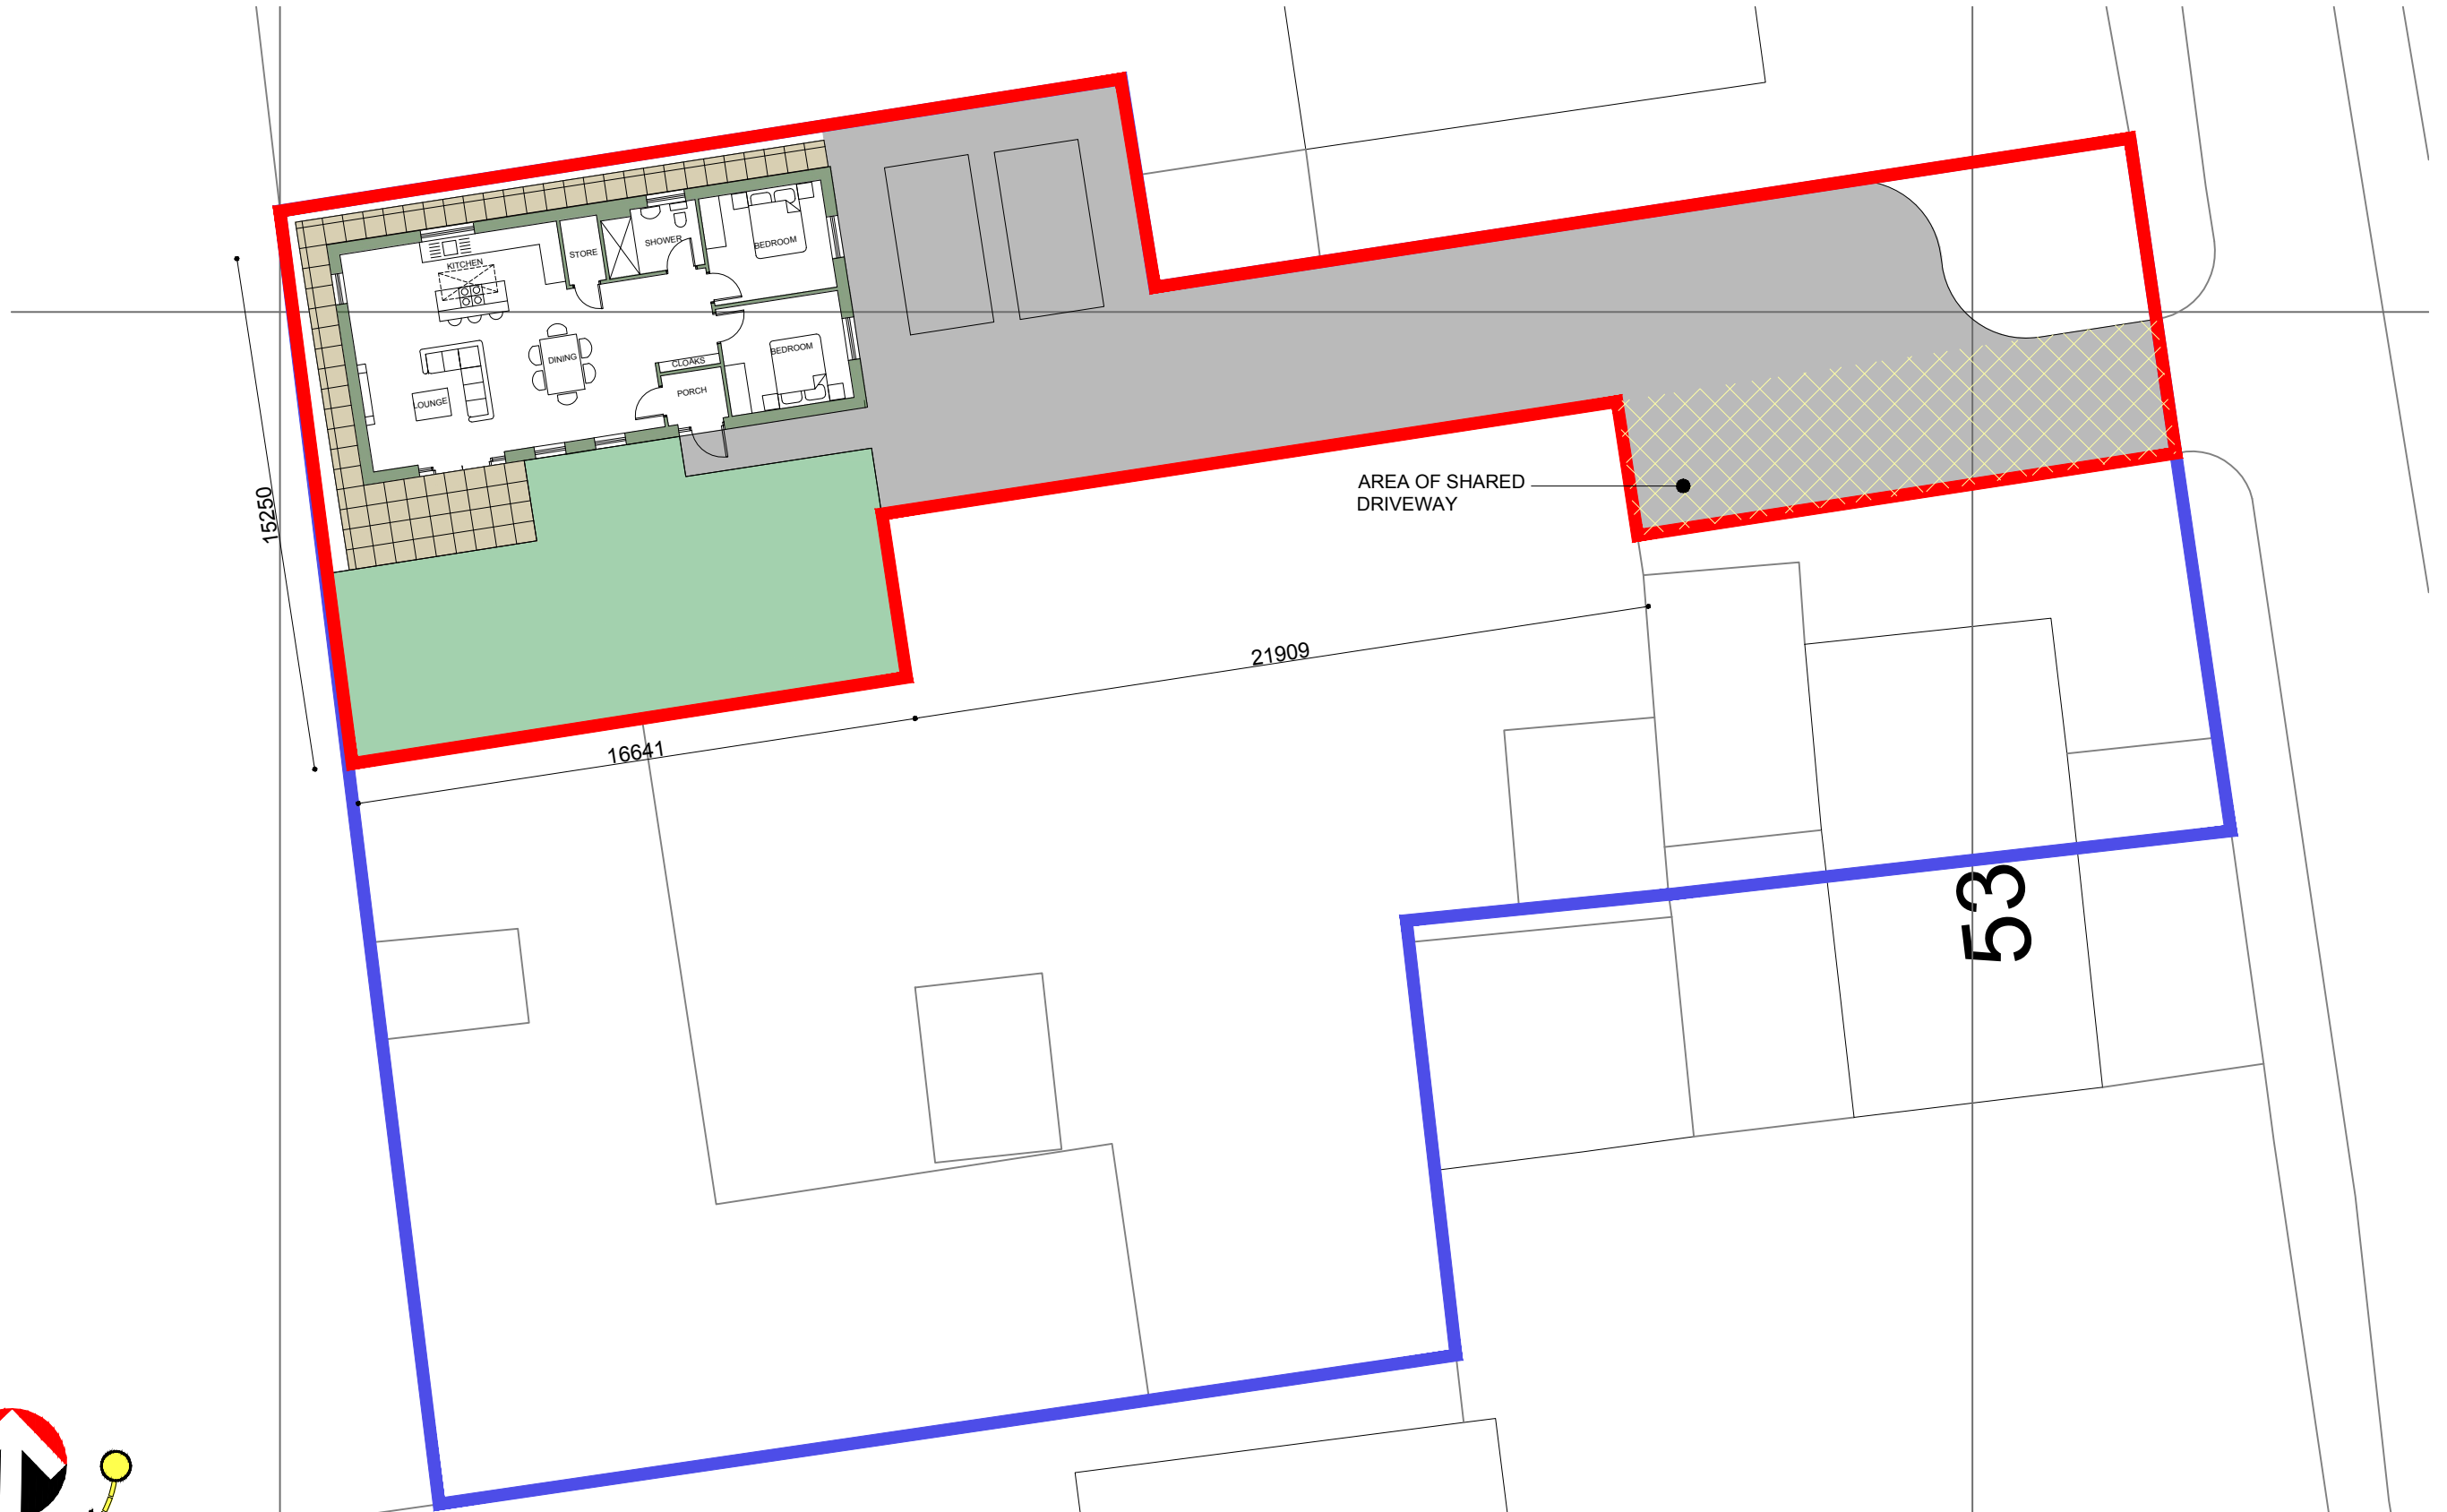 KITCHEN
STORE
SHOWER
BEDROOM
DINING
CLOAKS
BEDROOM
PORCH
LOUNGE
AREA OF SHARED
DRIVEWAY
15250
21909
16641
53